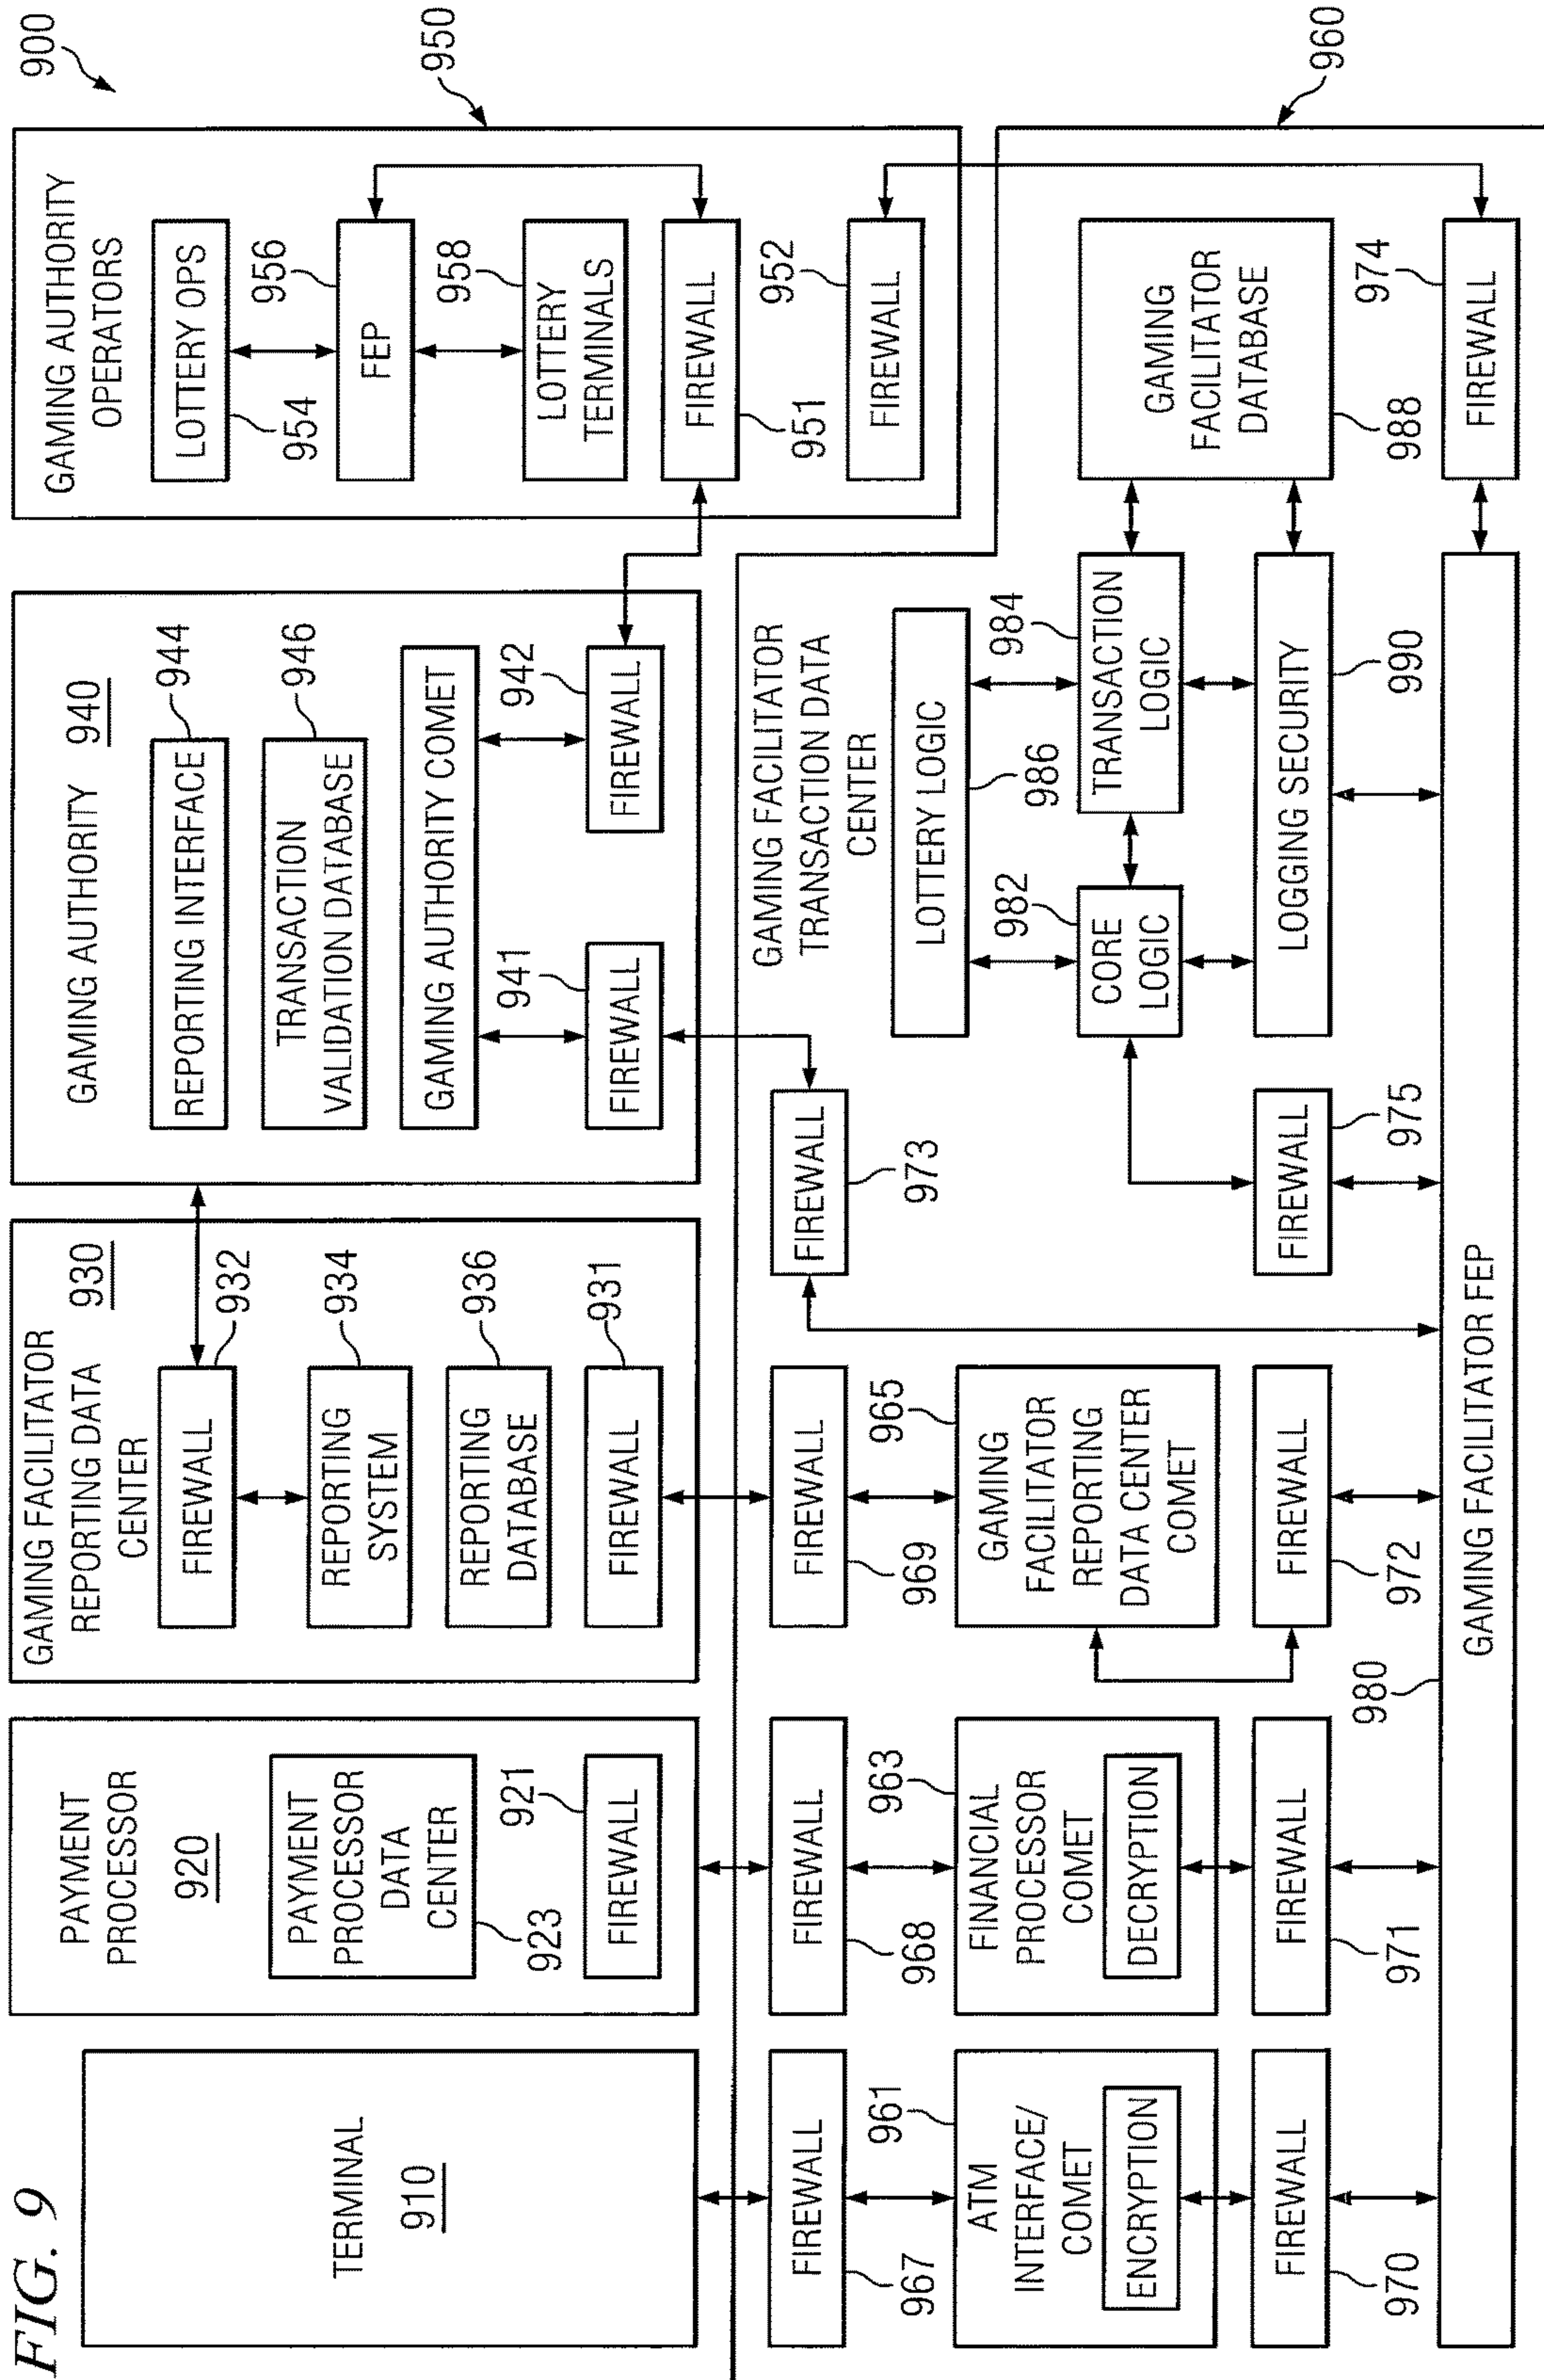 FIG. 9
900
TERMINAL
910
PAYMENT
PROCESSOR
920
PAYMENT
PROCESSOR
DATA
CENTER
923
921
FIREWALL
GAMING FACILITATOR
REPORTING DATA
CENTER
930
932
FIREWALL
934
REPORTING
SYSTEM
936
REPORTING
DATABASE
931
FIREWALL
GAMING AUTHORITY
940
944
REPORTING INTERFACE
946
TRANSACTION
VALIDATION DATABASE
GAMING AUTHORITY COMET
941
FIREWALL
942
FIREWALL
GAMING AUTHORITY
OPERATORS
950
LOTTERY OPS
954
956
FEP
958
LOTTERY
TERMINALS
FIREWALL
951
952
FIREWALL
960
GAMING FACILITATOR
TRANSACTION DATA
CENTER
FIREWALL
967
961
ATM
INTERFACE/
COMET
ENCRYPTION
FIREWALL
970
FIREWALL
968
963
FINANCIAL
PROCESSOR
COMET
DECRYPTION
FIREWALL
971
FIREWALL
969
965
GAMING
FACILITATOR
REPORTING
DATA CENTER
COMET
FIREWALL
972
FIREWALL
973
LOTTERY LOGIC
986
982
CORE
LOGIC
984
TRANSACTION
LOGIC
GAMING
FACILITATOR
DATABASE
988
LOGGING SECURITY
990
FIREWALL
975
974
FIREWALL
980
GAMING FACILITATOR FEP